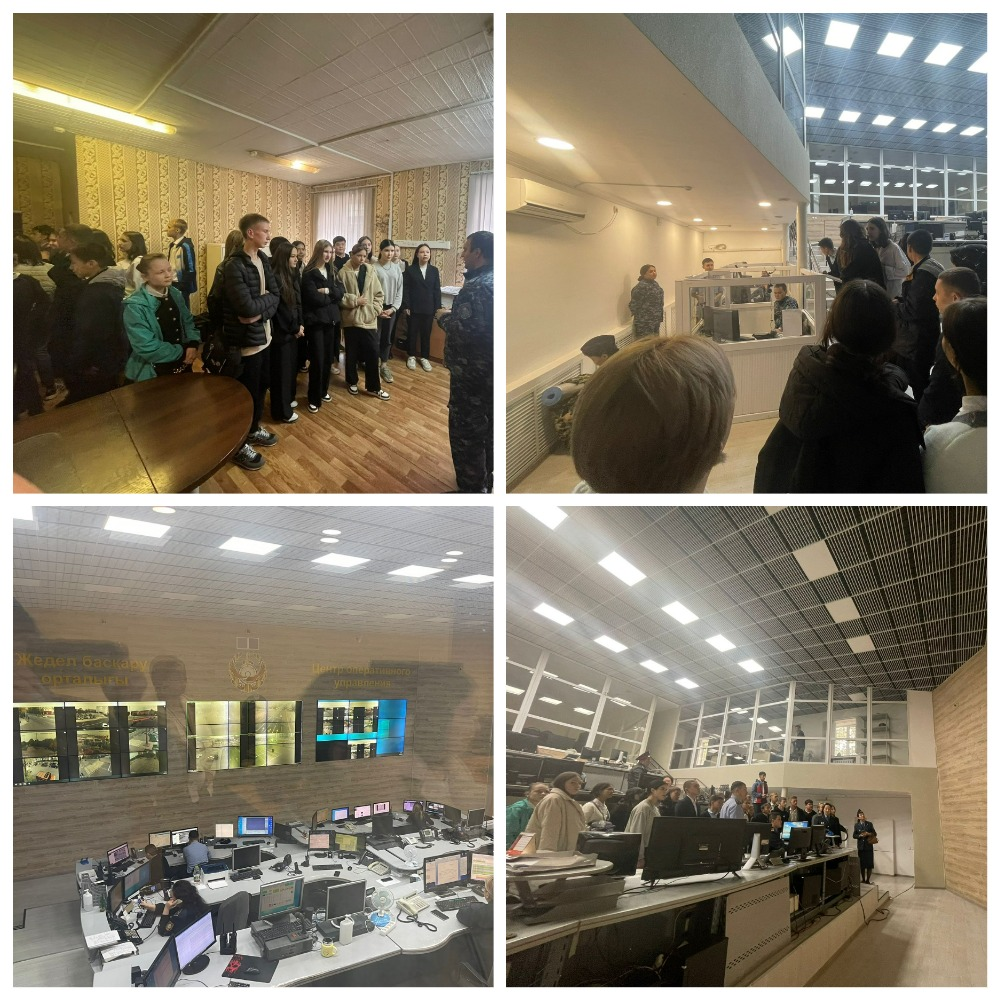 Жедел басқару
орталығы
Центр оперативного
управления